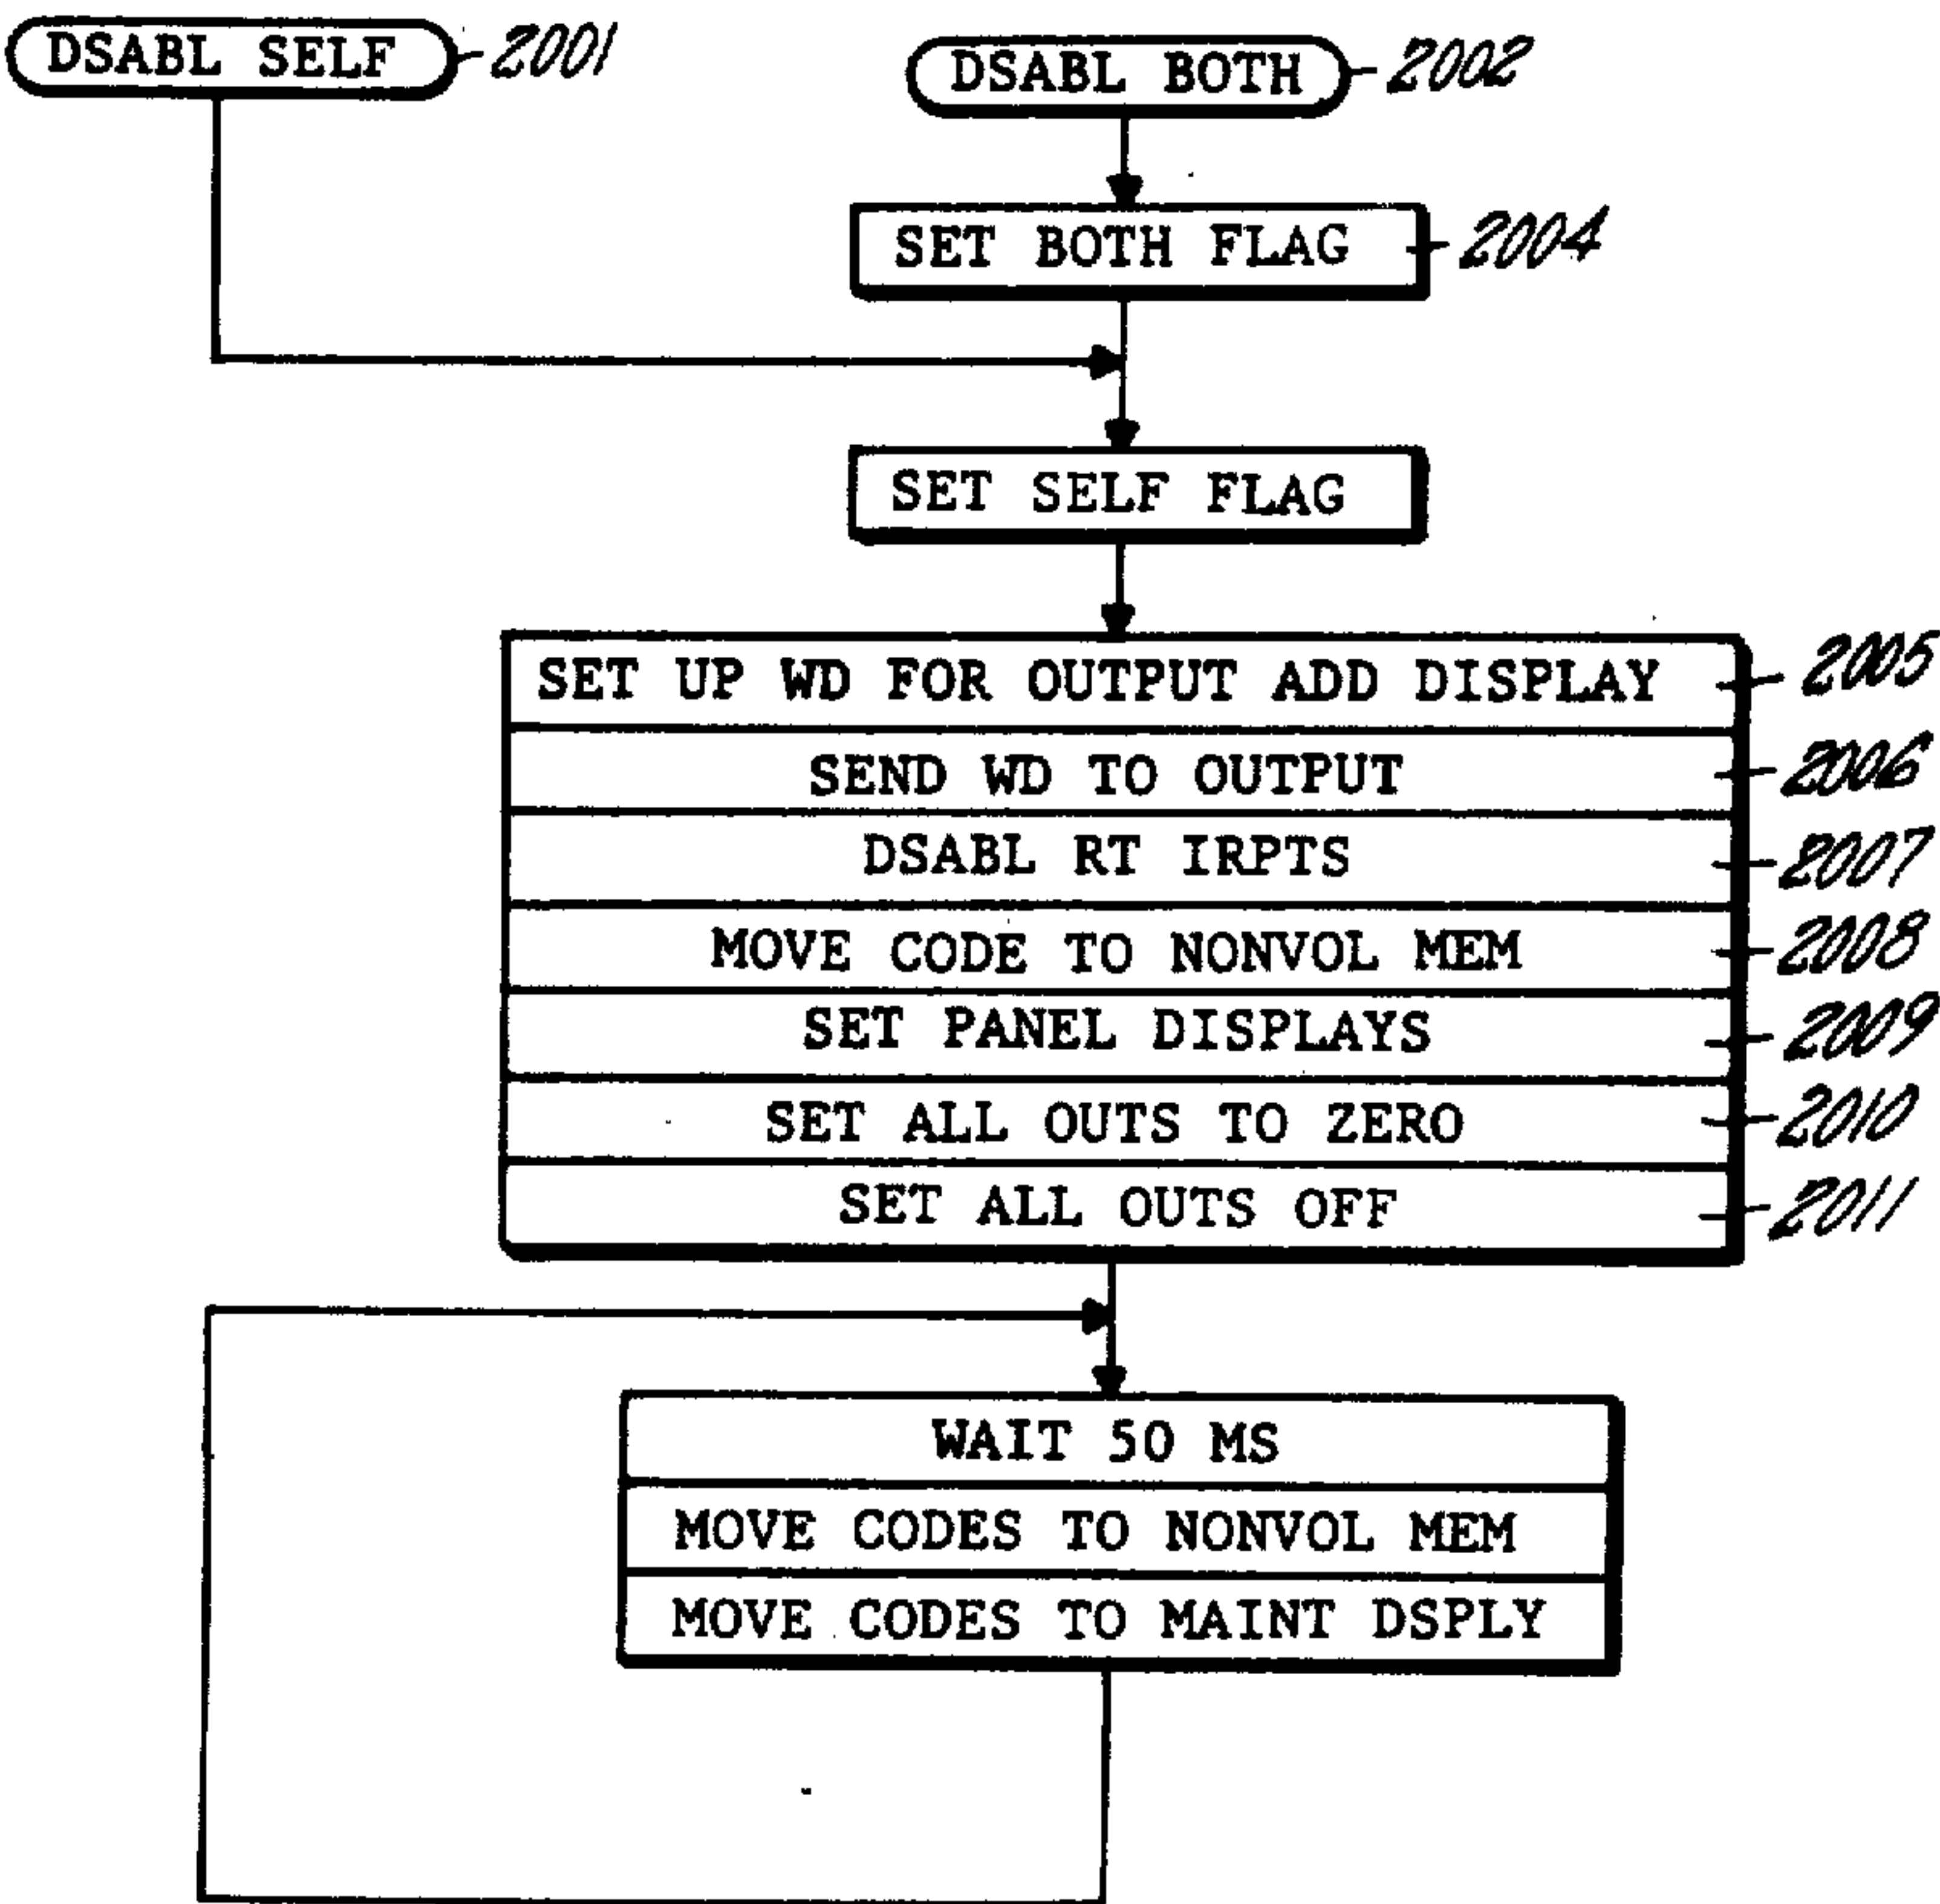 DSABL SELF 2001
DSABL BOTH 2002
SET BOTH FLAG 2004
SET SELF FLAG
SET UP WD FOR OUTPUT ADD DISPLAY 2005
SEND WD TO OUTPUT 2006
DSABL RT IRPTS 2007
MOVE CODE TO NONVOL MEM 2008
SET PANEL DISPLAYS 2009
SET ALL OUTS TO ZERO 2010
SET ALL OUTS OFF 2011
WAIT 50 MS
MOVE CODES TO NONVOL MEM
MOVE CODES TO MAINT DSPLY